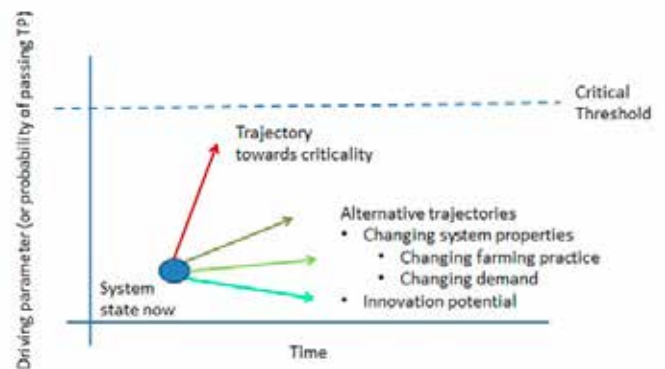 Driving parameter (or probability of passing TP)
Critical
Threshold
Trajectory
towards criticality
Alternative trajectories
• Changing system properties
• Changing farming practice
• Changing demand
• Innovation potential
System
state now
Time